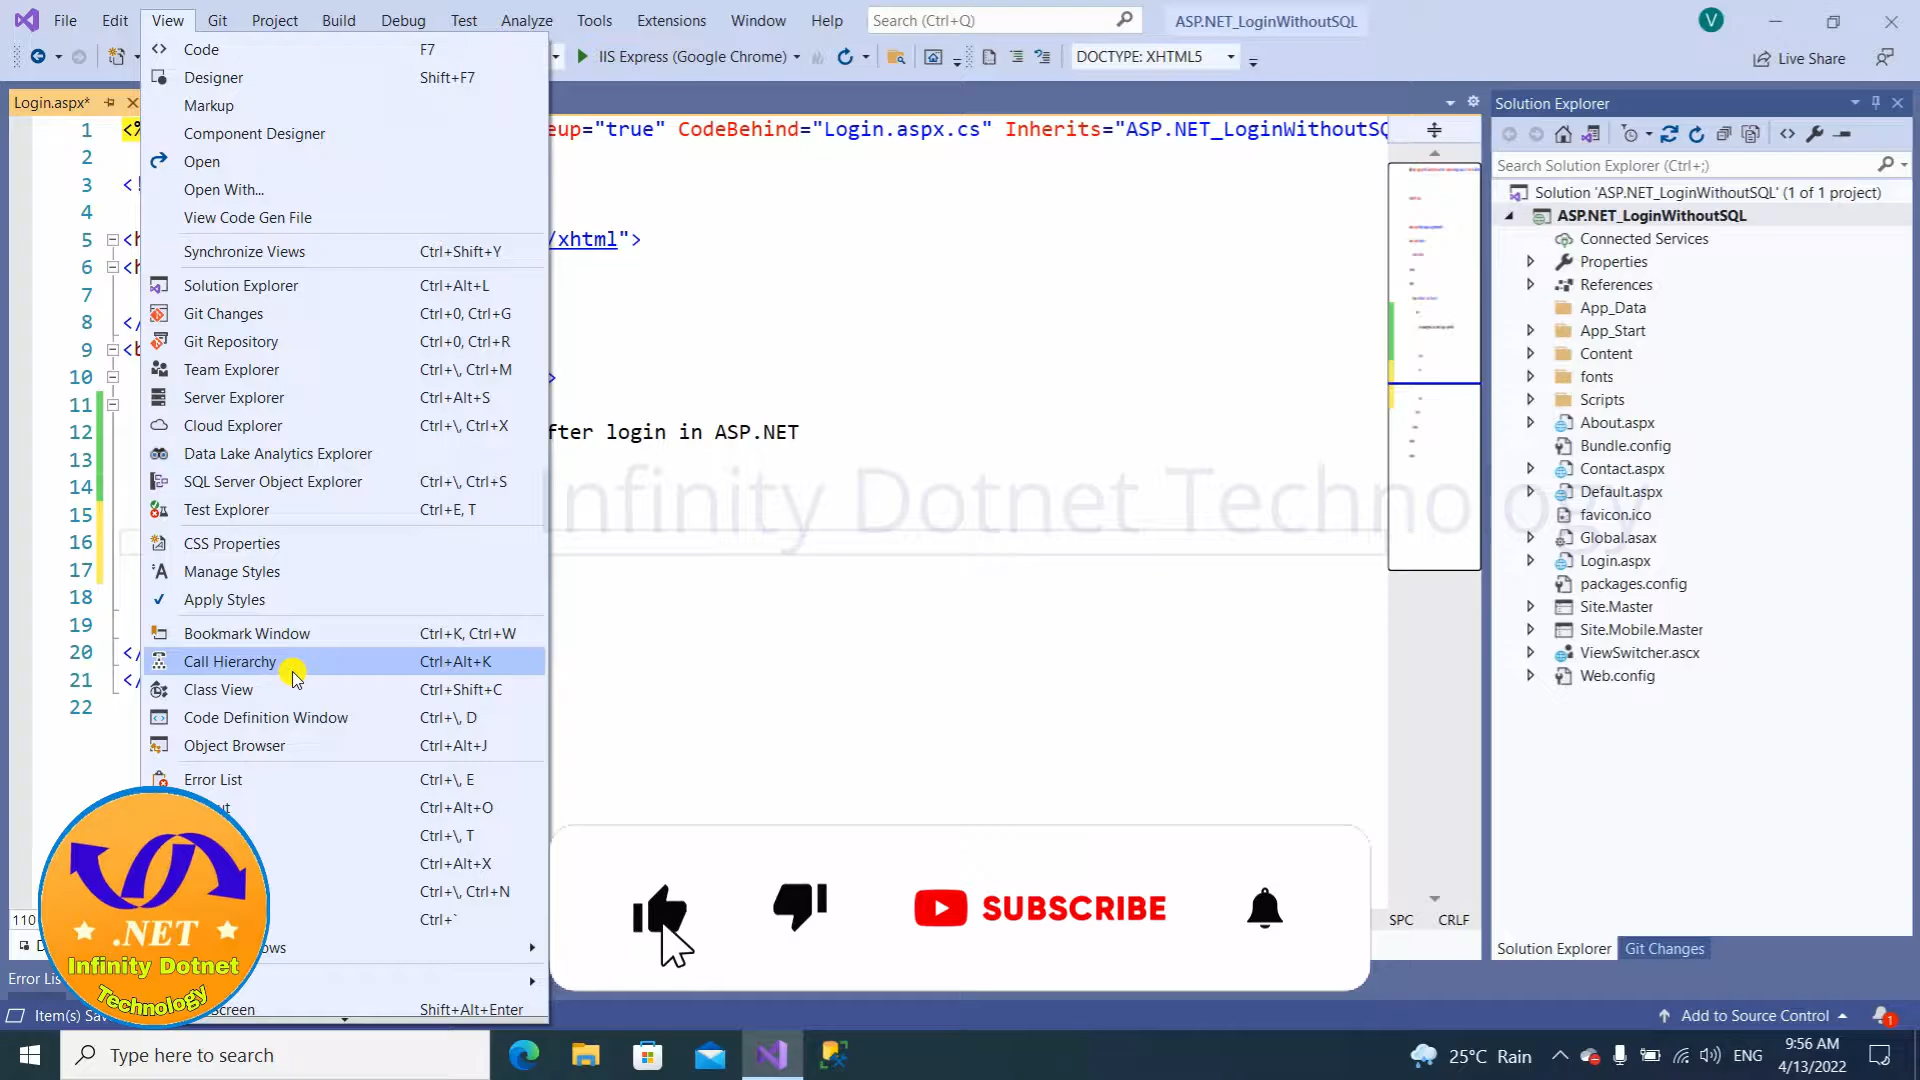 File Edit View Git Project Build Debug Test Analyze Tools Extensions Window Help Search (Ctrl+Q) ASP.NET_LoginWithoutSQL V
IIS Express (Google Chrome) DOCTYPE: XHTML5 Live Share
Login.aspx*
Code F7
Designer Shift+F7
Markup
Component Designer
Open
Open With...
View Code Gen File
Synchronize Views Ctrl+Shift+Y
Solution Explorer Ctrl+Alt+L
Git Changes Ctrl+0, Ctrl+G
Git Repository Ctrl+0, Ctrl+R
Team Explorer Ctrl+\, Ctrl+M
Server Explorer Ctrl+Alt+S
Cloud Explorer Ctrl+\, Ctrl+X
Data Lake Analytics Explorer
SQL Server Object Explorer Ctrl+\, Ctrl+S
Test Explorer Ctrl+E, T
CSS Properties
Manage Styles
Apply Styles
Bookmark Window Ctrl+K, Ctrl+W
Call Hierarchy Ctrl+Alt+K
Class View Ctrl+Shift+C
Code Definition Window Ctrl+\, D
Object Browser Ctrl+Alt+J
Error List Ctrl+\, E
Ctrl+Alt+O
Ctrl+\, T
Ctrl+Alt+X
Ctrl+\, Ctrl+N
Ctrl+`
Screen Shift+Alt+Enter
1 <% eup="true" CodeBehind="Login.aspx.cs" Inherits="ASP.NET_LoginWithoutSQ
2
3 <!
4
5 <h /xhtml">
6 <h
7
8 </
9 <b
10 >
11
12 fter login in ASP.NET
13
14
15
16
17
18
19
20 </
21 </
22
Infinity Dotnet Technology
SUBSCRIBE
110
SPC CRLF
Solution Explorer
Search Solution Explorer (Ctrl+;)
Solution 'ASP.NET_LoginWithoutSQL' (1 of 1 project)
ASP.NET_LoginWithoutSQL
Connected Services
Properties
References
App_Data
App_Start
Content
fonts
Scripts
About.aspx
Bundle.config
Contact.aspx
Default.aspx
favicon.ico
Global.asax
Login.aspx
packages.config
Site.Master
Site.Mobile.Master
ViewSwitcher.ascx
Web.config
Solution Explorer Git Changes
.NET
Infinity Dotnet
Technology
Error Lis
Item(s) Sav
Add to Source Control 1
Type here to search
25°C Rain ENG
9:56 AM
4/13/2022